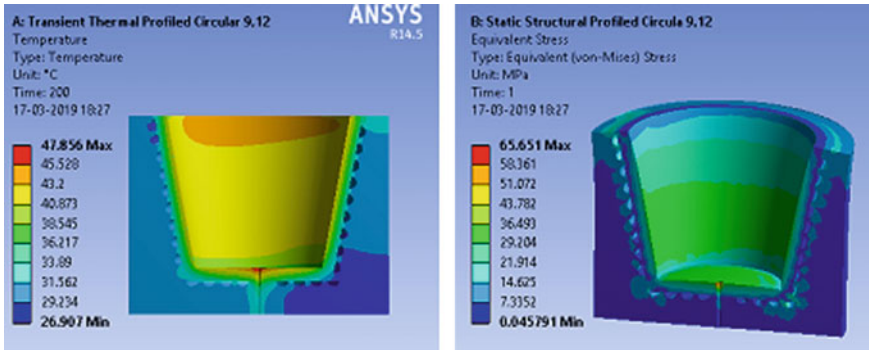 A: Transient Thermal Profiled Circular 9,12
Temperature
Type: Temperature
Unit: °C
Time: 200
17-03-2019 18:27
47.856 Max
45.528
43.2
40.873
38.545
36.217
33.89
31.562
29.234
26.907 Min
ANSYS
R14.5
B: Static Structural Profiled Circula 9,12
Equivalent Stress
Type: Equivalent (von-Mises) Stress
Unit: MPa
Time: 1
17-03-2019 18:27
65.651 Max
58.361
51.072
43.782
36.493
29.204
21.914
14.625
7.3352
0.045791 Min